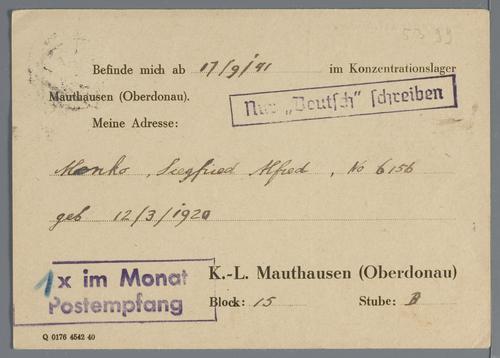 5399
Befinde mich ab 17/9/41 im Konzentrationslager
Mauthausen (Oberdonau).
Nur „Deutsch" schreiben
Meine Adresse:
Monko, Siegfried Alfred, No 6156
geb 12/3/1920
1x im Monat
Postempfang
K.-L. Mauthausen (Oberdonau)
Block: 15 Stube: B
Q 0176 4542 40